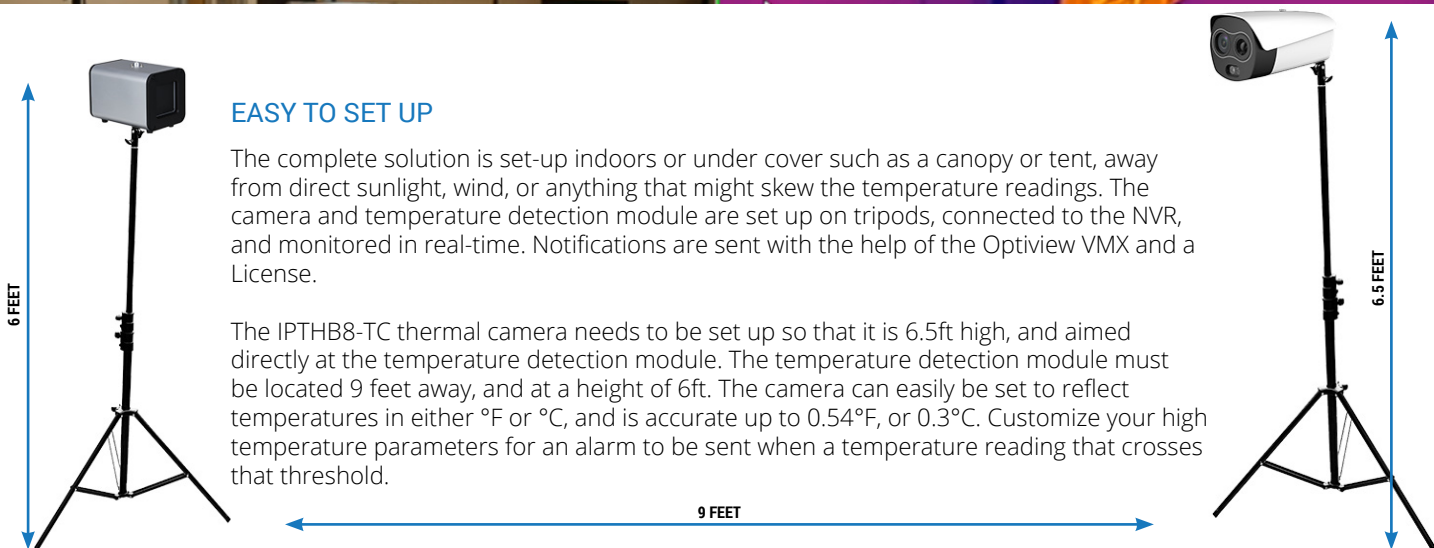 EASY TO SET UP
The complete solution is set-up indoors or under cover such as a canopy or tent, away
from direct sunlight, wind, or anything that might skew the temperature readings. The
camera and temperature detection module are set up on tripods, connected to the NVR,
and monitored in real-time. Notifications are sent with the help of the Optiview VMX and a
License.
The IPTHB8-TC thermal camera needs to be set up so that it is 6.5ft high, and aimed
directly at the temperature detection module. The temperature detection module must
be located 9 feet away, and at a height of 6ft. The camera can easily be set to reflect
temperatures in either °F or °C, and is accurate up to 0.54°F, or 0.3°C. Customize your high
temperature parameters for an alarm to be sent when a temperature reading that crosses
that threshold.
6 FEET
9 FEET
6.5 FEET